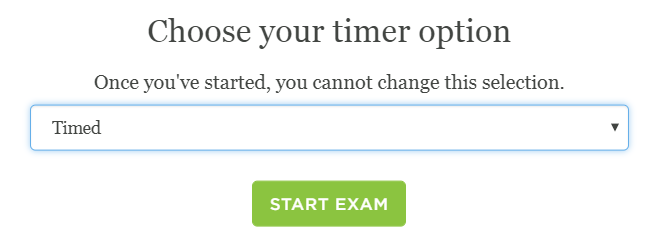 Choose your timer option
Once you've started, you cannot change this selection.
Timed
START EXAM